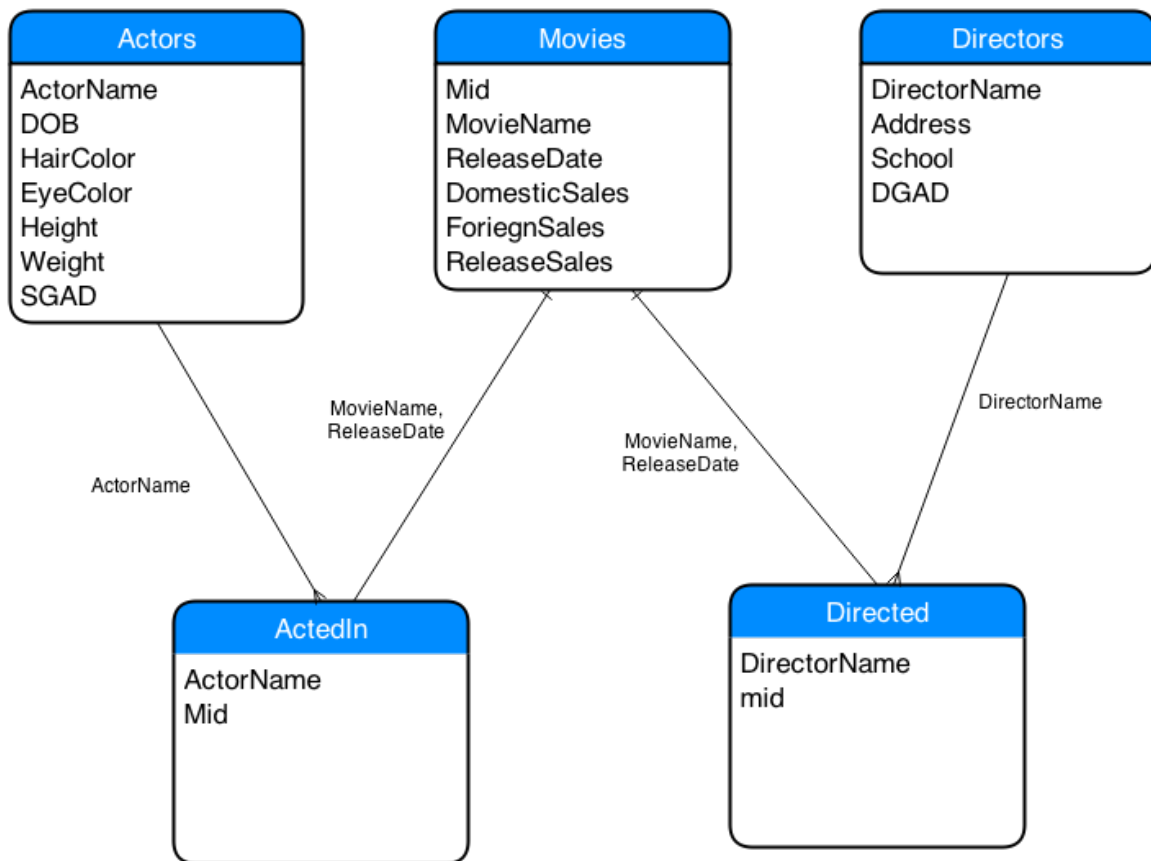 Actors
ActorName
DOB
HairColor
EyeColor
Height
Weight
SGAD
Movies
Mid
MovieName
ReleaseDate
DomesticSales
ForiegnSales
ReleaseSales
Directors
DirectorName
Address
School
DGAD
ActorName
MovieName,
ReleaseDate
MovieName,
ReleaseDate
DirectorName
ActedIn
ActorName
Mid
Directed
DirectorName
mid